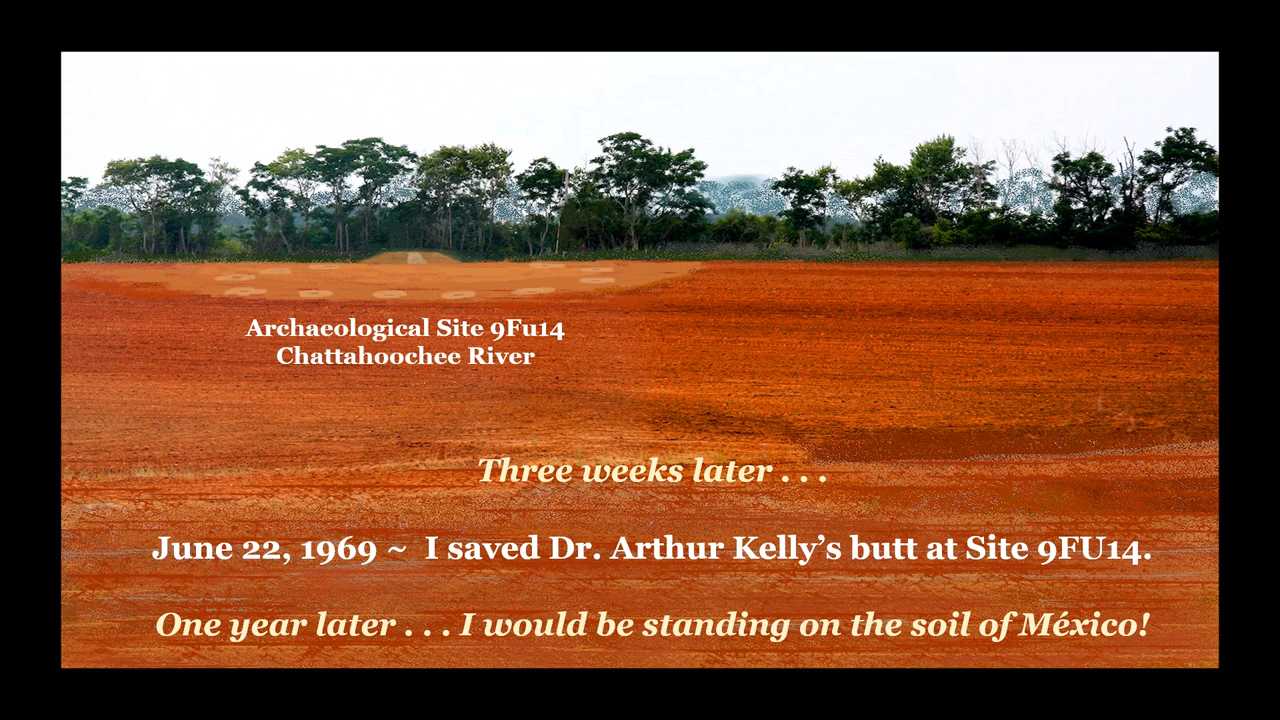 Archaeological Site 9Fu14
Chattahoochee River
Three weeks later . . .
June 22, 1969 ~ I saved Dr. Arthur Kelly’s butt at Site 9FU14.
One year later . . . I would be standing on the soil of México!